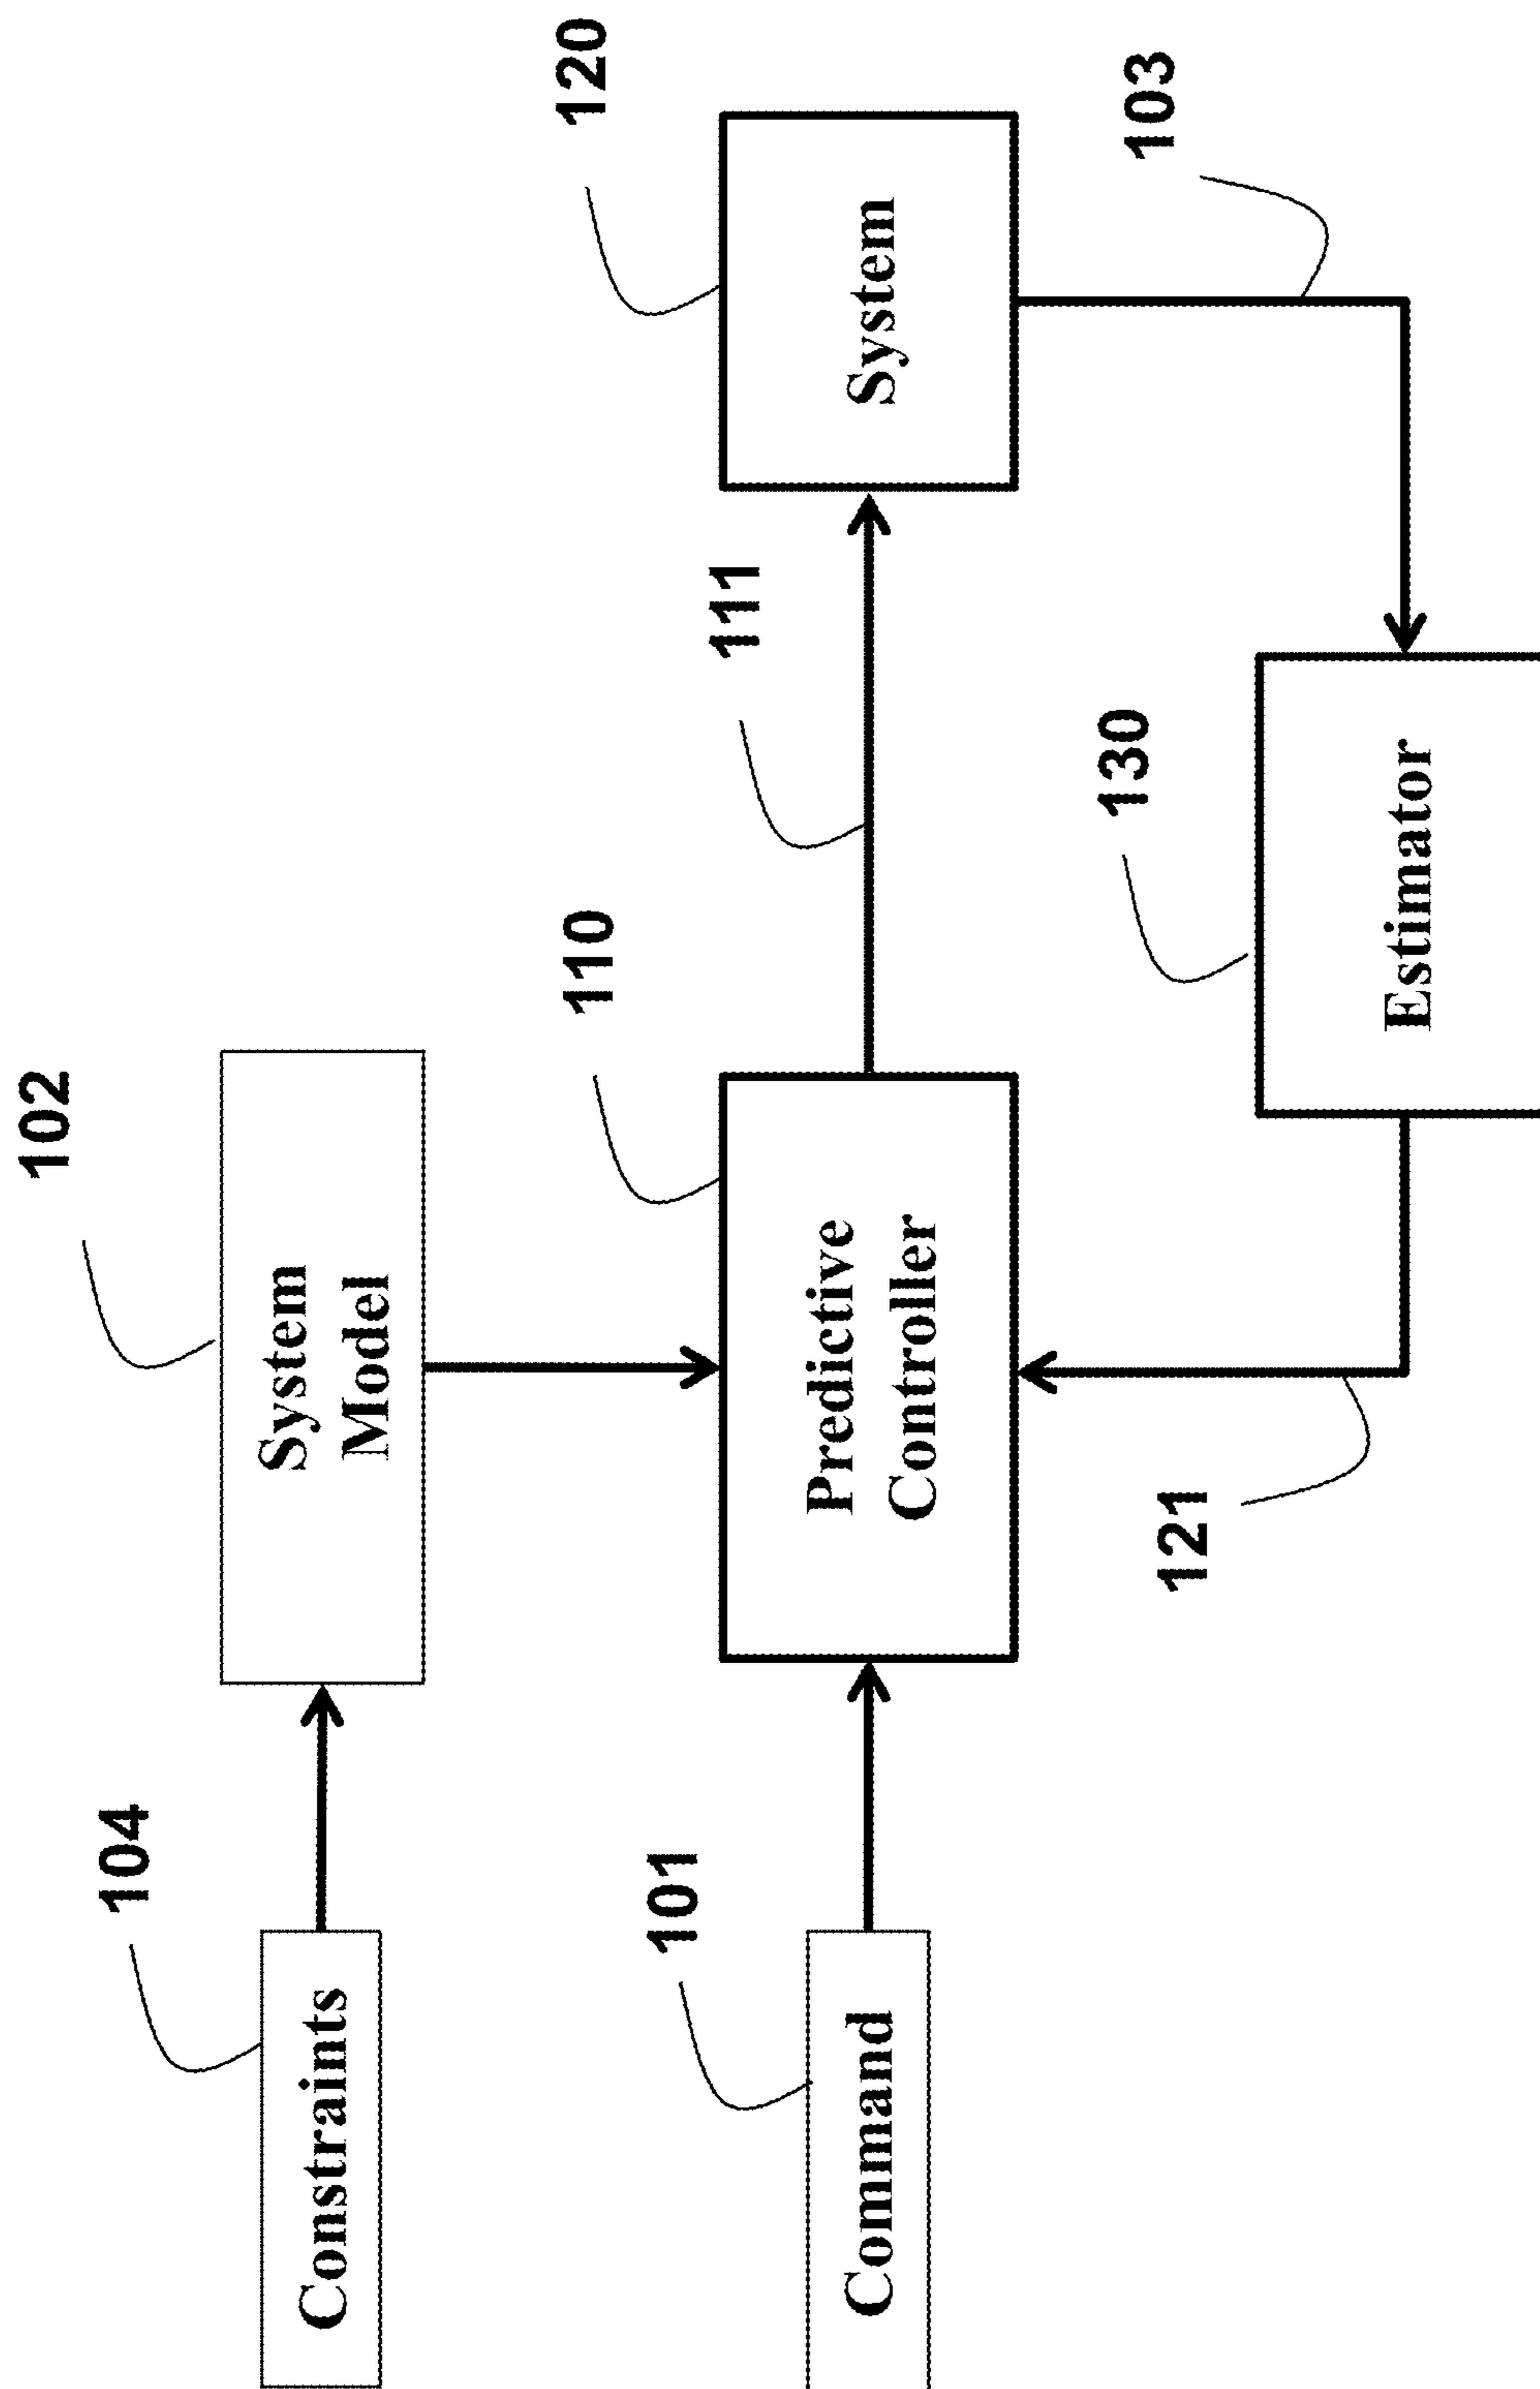 102
104
System
Model
Constraints
120
110
111
101
Predictive
Controller
System
Command
103
130
121
Estimator